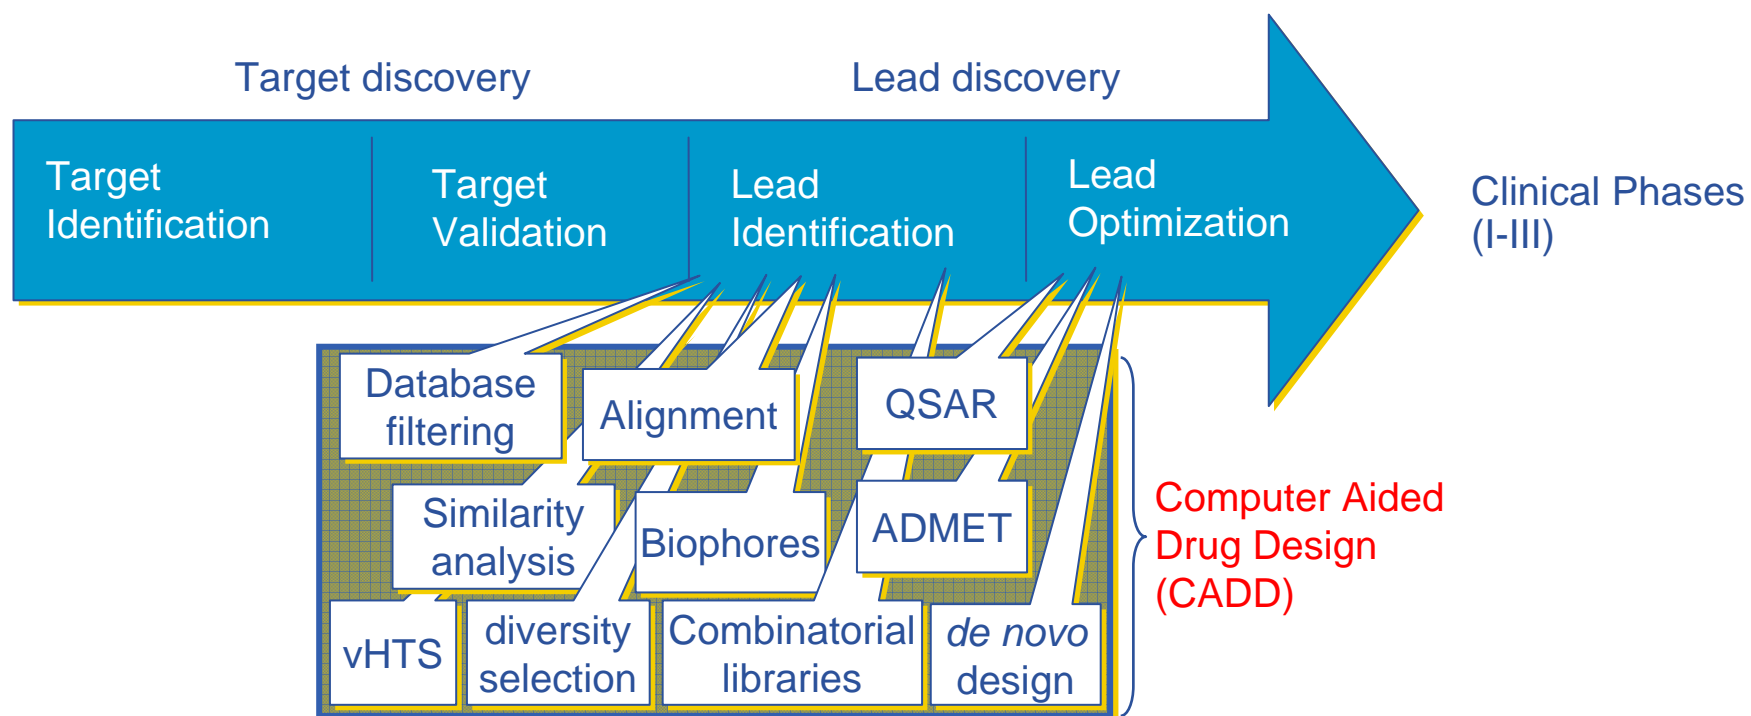 Target discovery
Lead discovery
Target
Identification
Target
Validation
Lead
Identification
Lead
Optimization
Clinical Phases
(I-III)
Database
filtering
Alignment
QSAR
Similarity
analysis
Biophores
ADMET
vHTS
diversity
selection
Combinatorial
libraries
de novo
design
Computer Aided
Drug Design
(CADD)